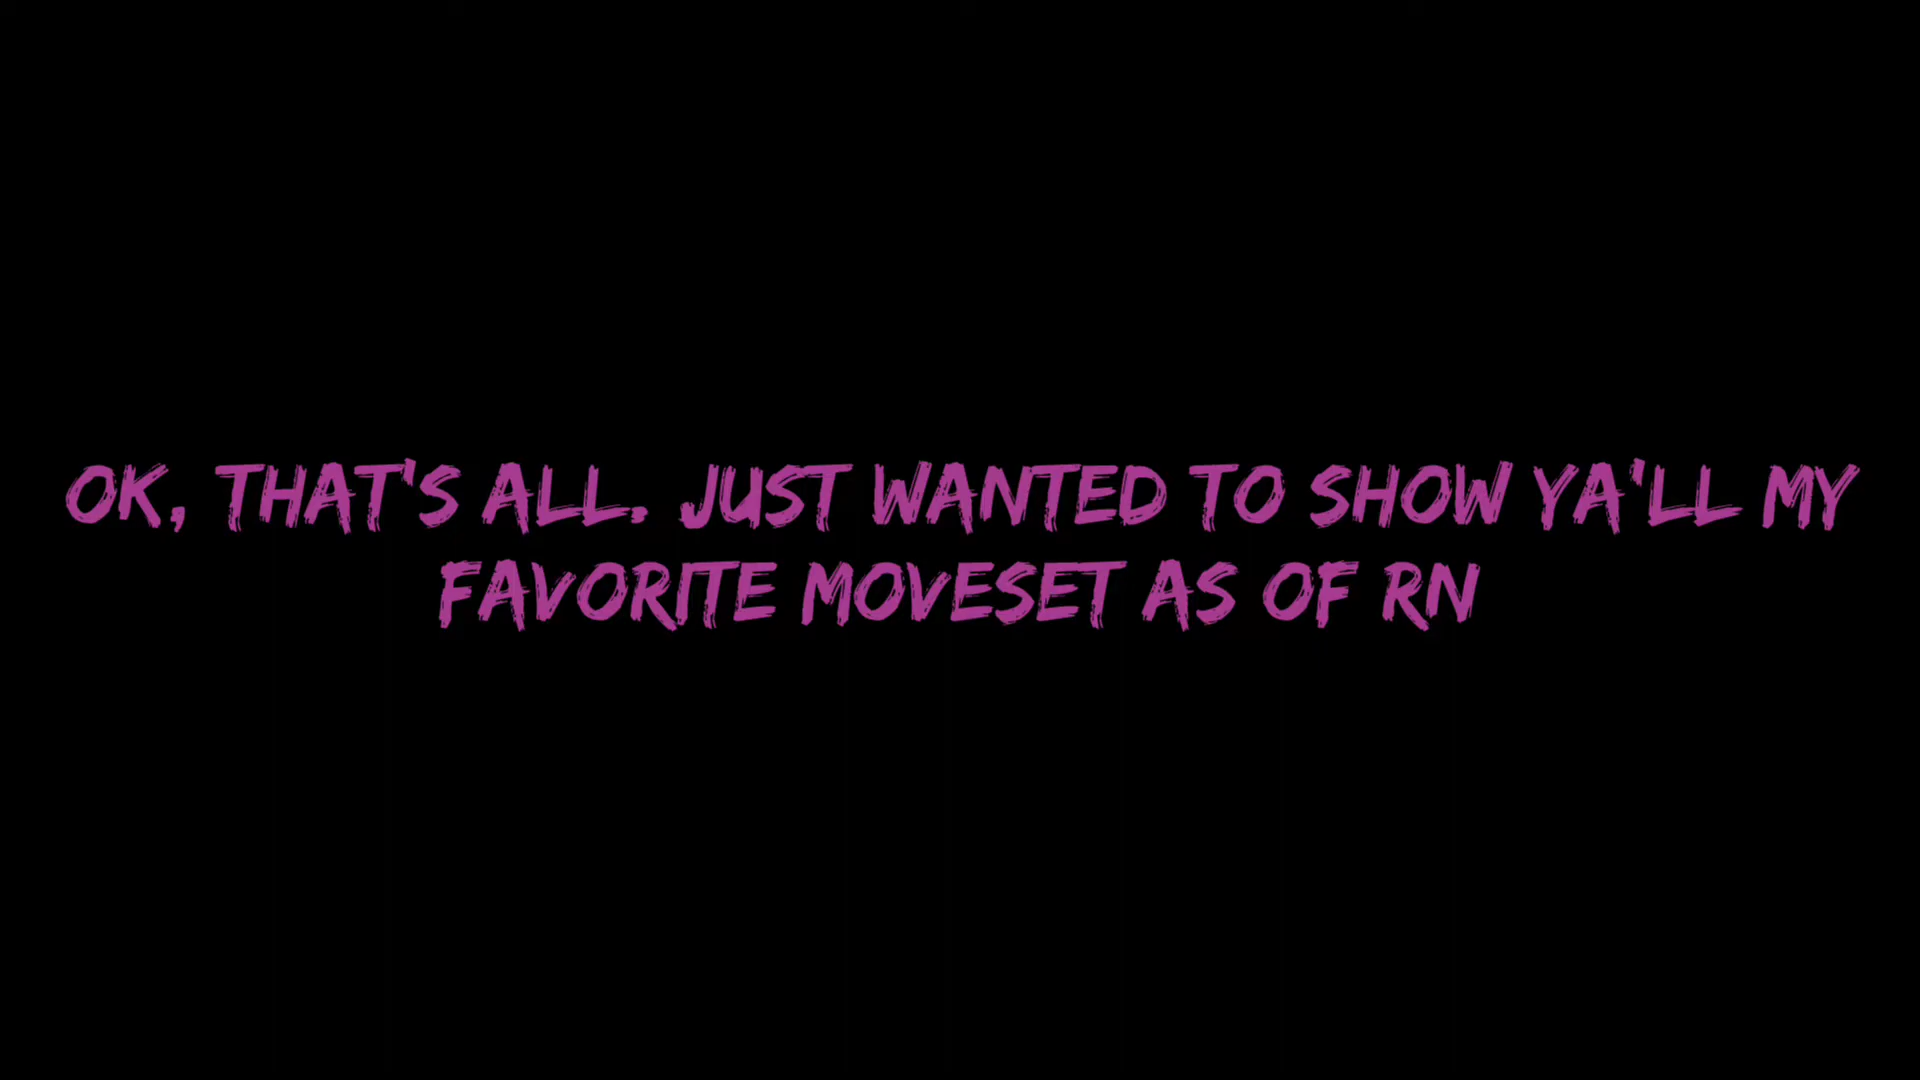 OK, THAT'S ALL. JUST WANTED TO SHOW YA'LL MY
FAVORITE MOVESET AS OF RN